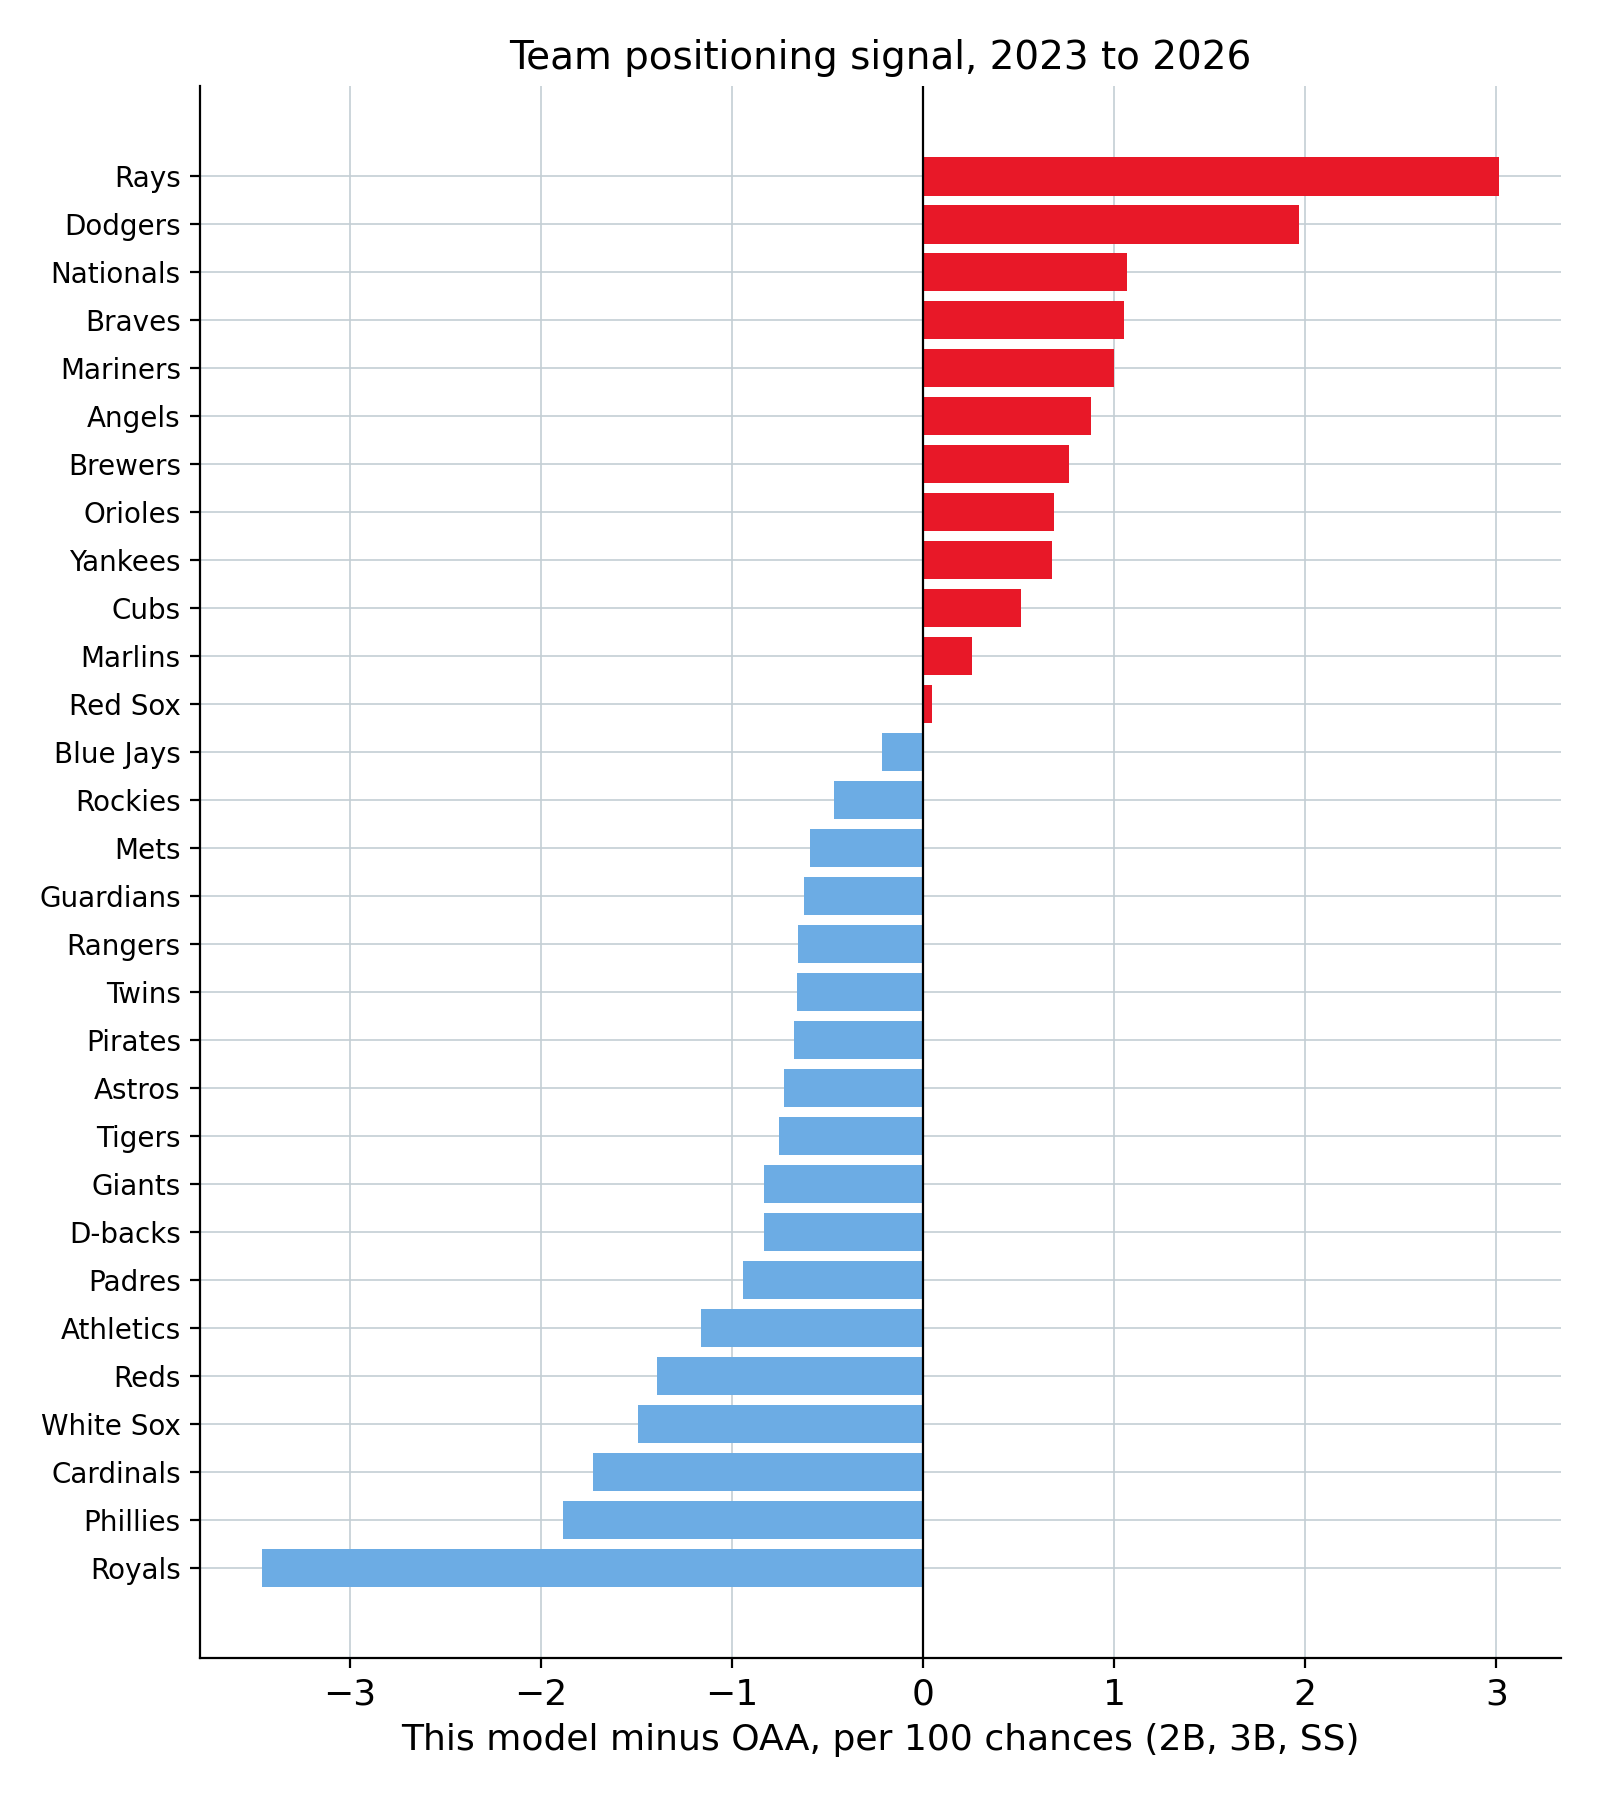 Team positioning signal, 2023 to 2026
Rays
Dodgers
Nationals
Braves
Mariners
Angels
Brewers
Orioles
Yankees
Cubs
Marlins
Red Sox
Blue Jays
Rockies
Mets
Guardians
Rangers
Twins
Pirates
Astros
Tigers
Giants
D-backs
Padres
Athletics
Reds
White Sox
Cardinals
Phillies
Royals
−3 −2 −1 0 1 2 3
This model minus OAA, per 100 chances (2B, 3B, SS)